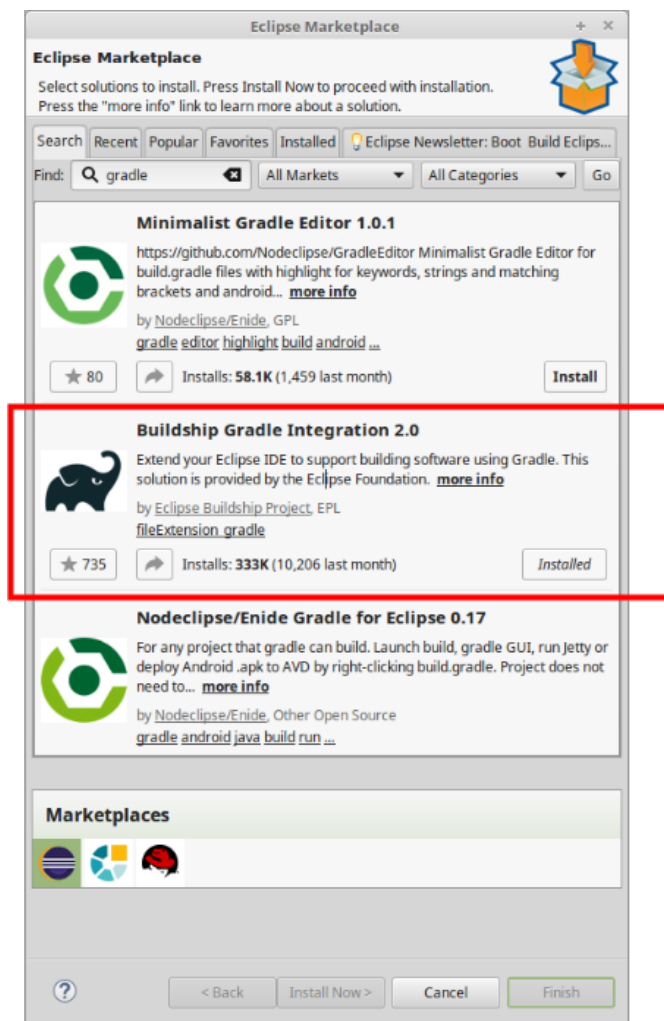 Eclipse Marketplace
Eclipse Marketplace
Select solutions to install. Press Install Now to proceed with installation.
Press the "more info" link to learn more about a solution.
Search Recent Popular Favorites Installed Eclipse Newsletter: Boot Build Eclips...
Find: gradle All Markets All Categories Go
Minimalist Gradle Editor 1.0.1
https://github.com/Nodeclipse/GradleEditor Minimalist Gradle Editor for
build.gradle files with highlight for keywords, strings and matching
brackets and android... more info
by Nodeclipse/Enide, GPL
gradle editor highlight build android ...
80 Installs: 58.1K (1,459 last month) Install
Buildship Gradle Integration 2.0
Extend your Eclipse IDE to support building software using Gradle. This
solution is provided by the Eclipse Foundation. more info
by Eclipse Buildship Project, EPL
fileExtension_gradle
735 Installs: 333K (10,206 last month) Installed
Nodeclipse/Enide Gradle for Eclipse 0.17
For any project that gradle can build. Launch build, gradle GUI, run Jetty or
deploy Android .apk to AVD by right-clicking build.gradle. Project does not
need to... more info
by Nodeclipse/Enide, Other Open Source
gradle android java build run ...
Marketplaces
? < Back Install Now > Cancel Finish